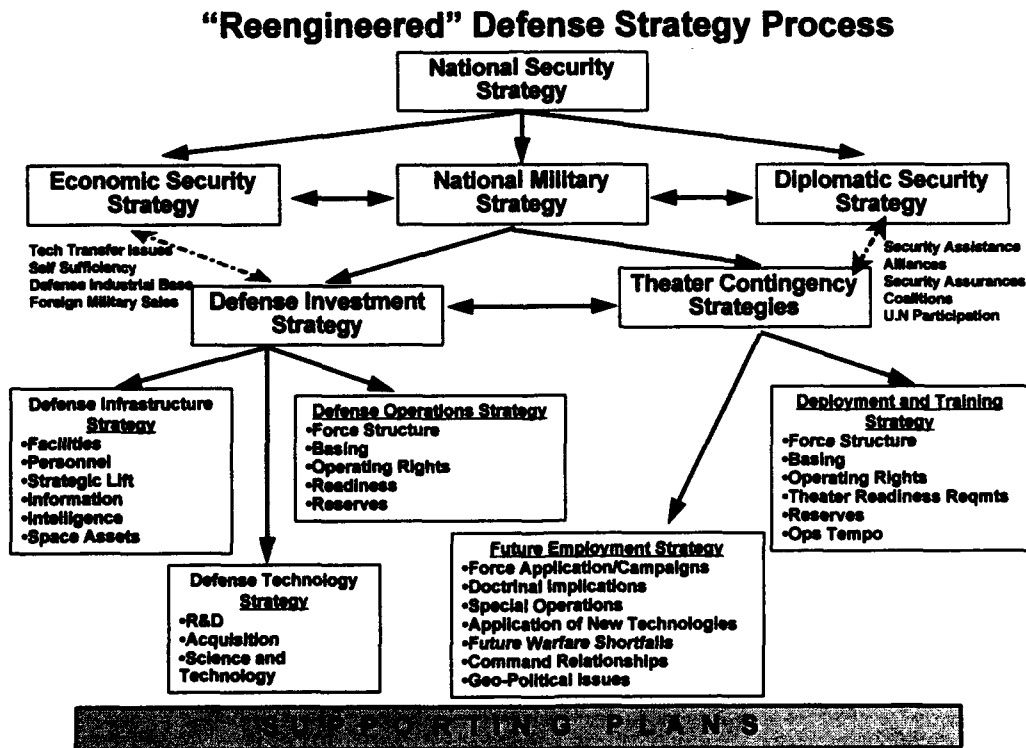 “Reengineered” Defense Strategy Process
National Security
Strategy
Economic Security
Strategy
National Military
Strategy
Diplomatic Security
Strategy
Tech Transfer Issues
Self Sufficiency
Defense Industrial Base
Foreign Military Sales
Security Assistance
Alliances
Security Assurances
Coalitions
U.N Participation
Defense Investment
Strategy
Theater Contingency
Strategies
Defense Infrastructure
Strategy
•Facilities
•Personnel
•Strategic Lift
•Information
•Intelligence
•Space Assets
Defense Operations Strategy
•Force Structure
•Basing
•Operating Rights
•Readiness
•Reserves
Deployment and Training
Strategy
•Force Structure
•Basing
•Operating Rights
•Theater Readiness Reqmts
•Reserves
•Ops Tempo
Defense Technology
Strategy
•R&D
•Acquisition
•Science and
Technology
Future Employment Strategy
•Force Application/Campaigns
•Doctrinal Implications
•Special Operations
•Application of New Technologies
•Future Warfare Shortfalls
•Command Relationships
•Geo-Political Issues
SUPPORTING PLANS